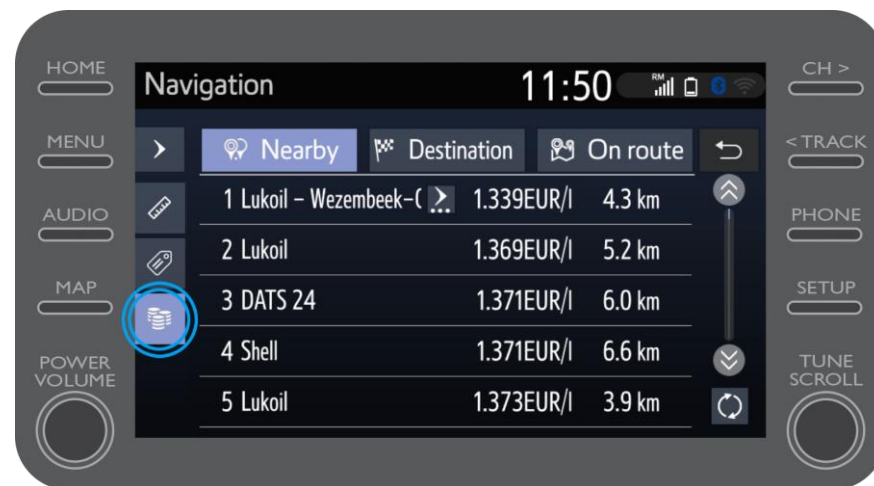 HOME
Navigation 11:50 RM
CH >
MENU
Nearby Destination On route
< TRACK
AUDIO
1 Lukoil – Wezembeek–( 1.339EUR/l 4.3 km
PHONE
2 Lukoil 1.369EUR/l 5.2 km
MAP
3 DATS 24 1.371EUR/l 6.0 km
SETUP
POWER
VOLUME
4 Shell 1.371EUR/l 6.6 km
TUNE
SCROLL
5 Lukoil 1.373EUR/l 3.9 km